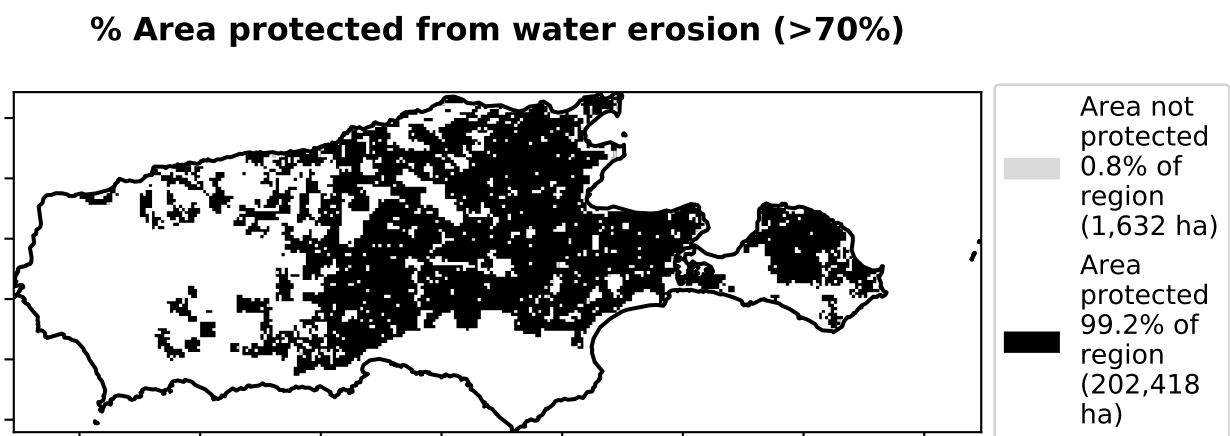 % Area protected from water erosion (>70%)
Area not
protected
0.8% of
region
(1,632 ha)
Area
protected
99.2% of
region
(202,418
ha)